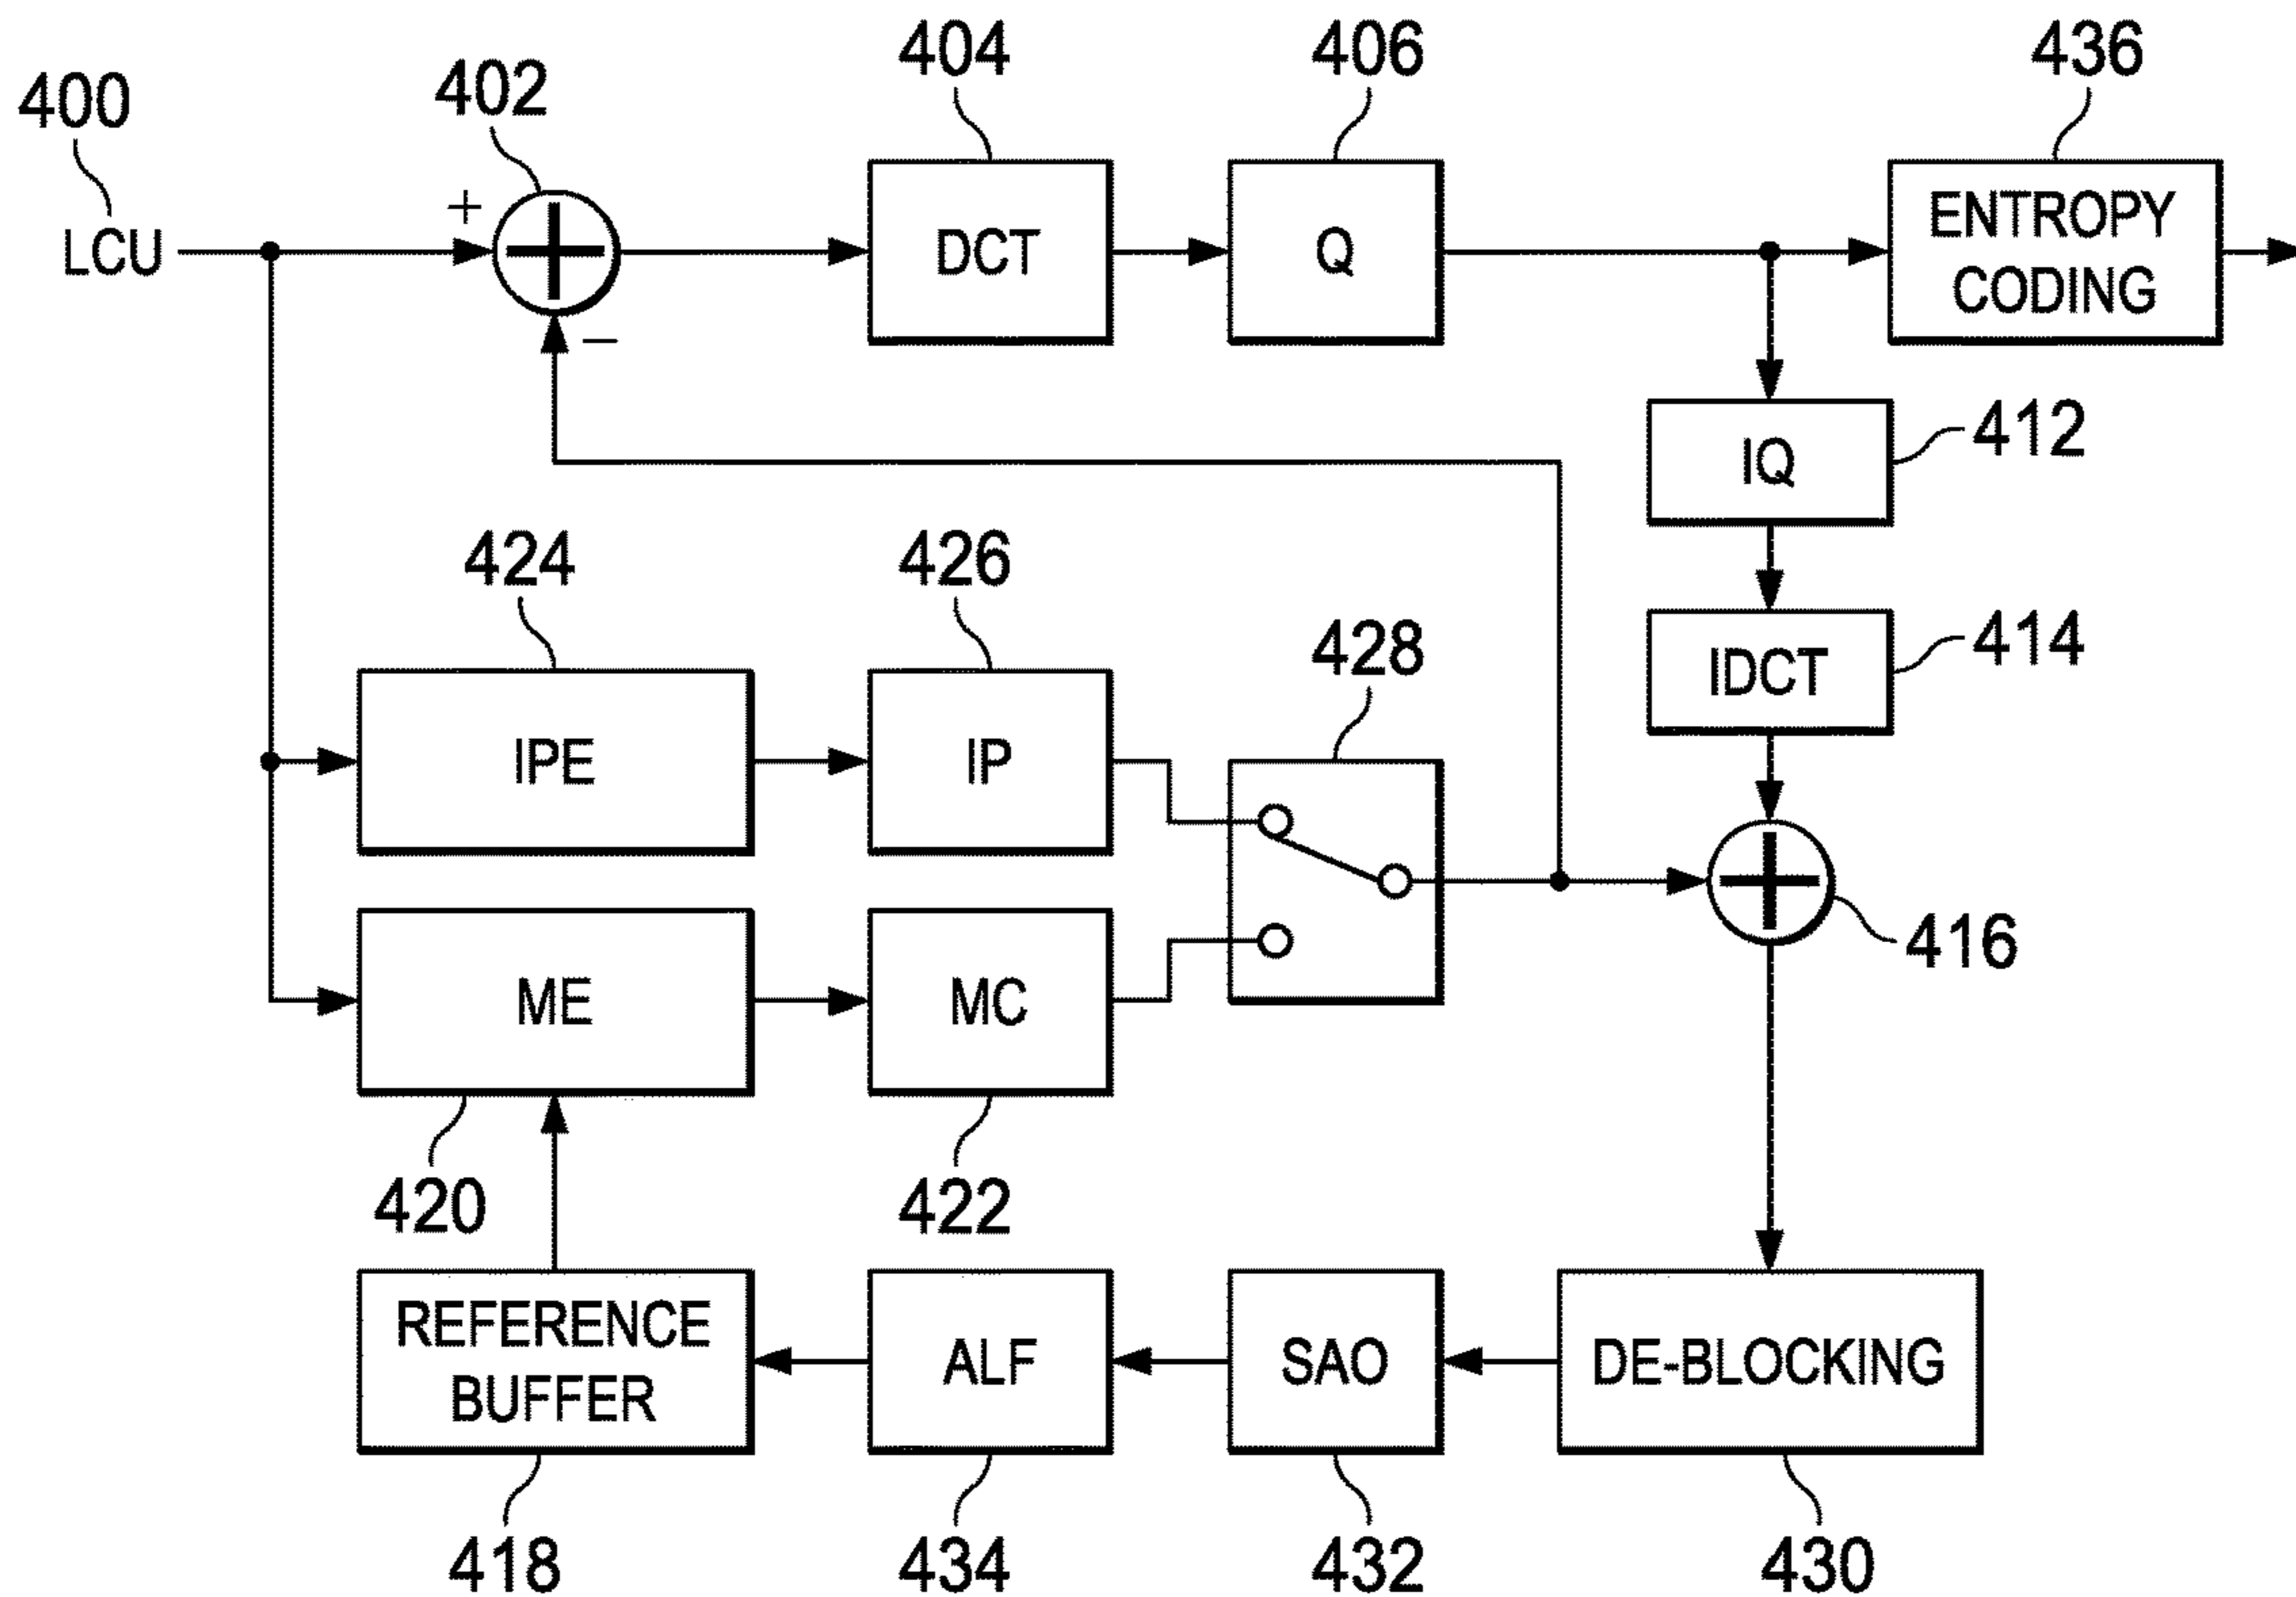 404
406
436
400
402
LCU
+
−
DCT
Q
ENTROPY
CODING
IQ
412
424
426
428
IDCT
414
IPE
IP
ME
MC
416
420
422
REFERENCE
BUFFER
ALF
SAO
DE-BLOCKING
418
434
432
430